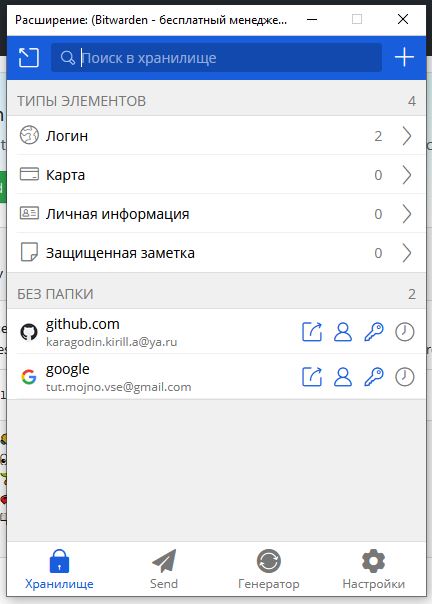 Расширение: (Bitwarden - бесплатный менедже...
Поиск в хранилище
ТИПЫ ЭЛЕМЕНТОВ 4
Логин 2
Карта 0
Личная информация 0
Защищенная заметка 0
БЕЗ ПАПКИ 2
github.com
karagodin.kirill.a@ya.ru
google
tut.mojno.vse@gmail.com
Хранилище Send Генератор Настройки